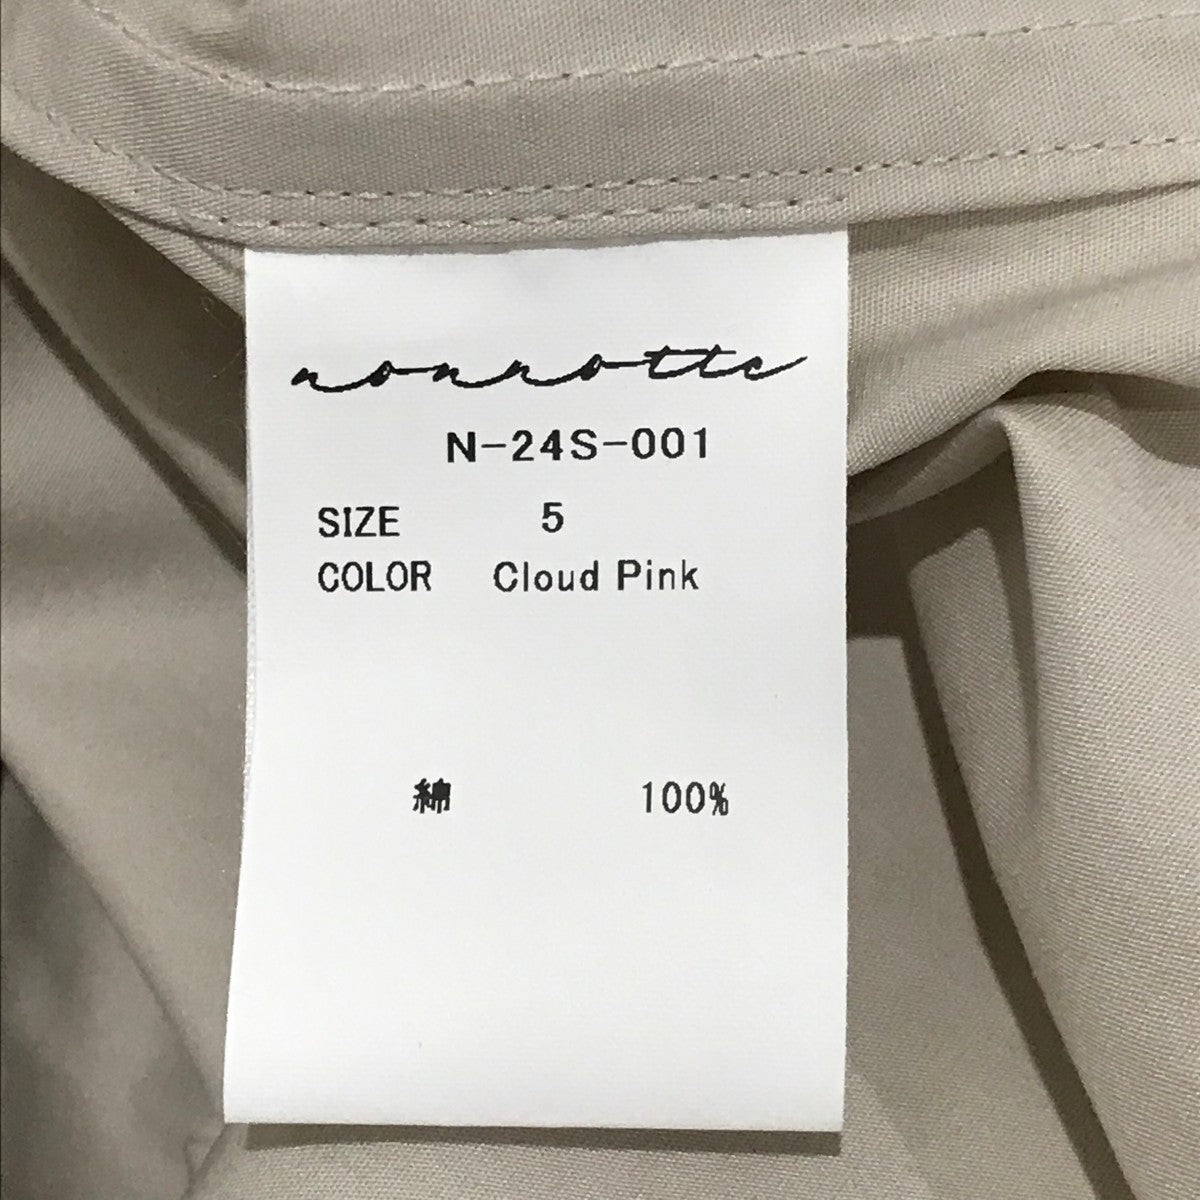 nonnotte
N-24S-001
SIZE 5
COLOR Cloud Pink
綿 100%